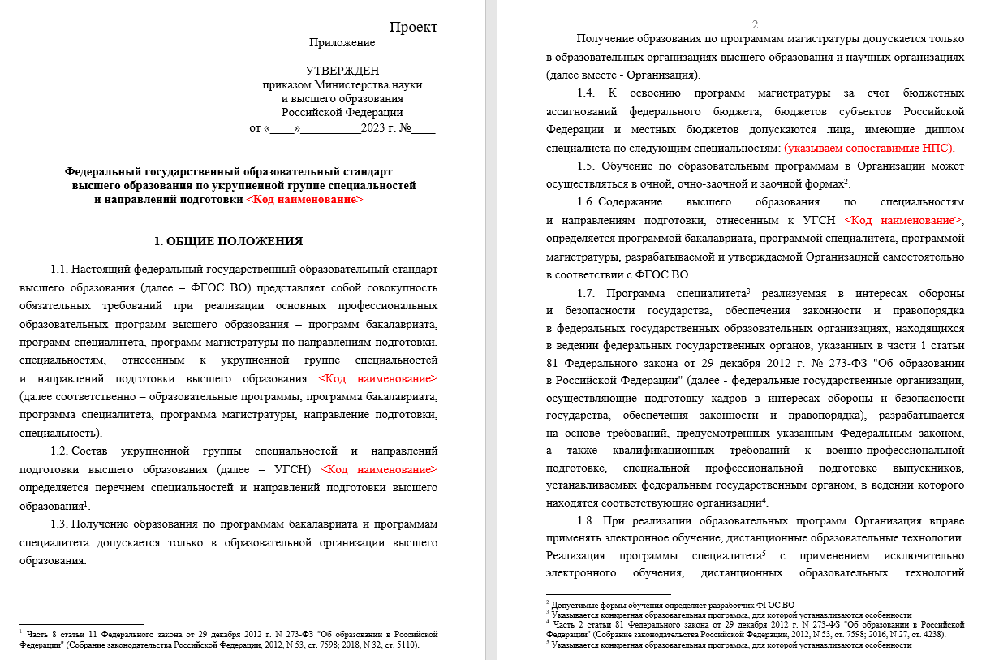 Проект
Приложение
УТВЕРЖДЕН
приказом Министерства науки
и высшего образования
Российской Федерации
от «____»__________2023 г. №____
Федеральный государственный образовательный стандарт
высшего образования по укрупненной группе специальностей
и направлений подготовки <Код наименование>
1. ОБЩИЕ ПОЛОЖЕНИЯ
1.1. Настоящий федеральный государственный образовательный стандарт
высшего образования (далее – ФГОС ВО) представляет собой совокупность
обязательных требований при реализации основных профессиональных
образовательных программ высшего образования – программ бакалавриата,
программ специалитета, программ магистратуры по направлениям подготовки,
специальностям, отнесенным к укрупненной группе специальностей
и направлений подготовки высшего образования <Код наименование>
(далее соответственно – образовательные программы, программа бакалавриата,
программа специалитета, программа магистратуры, направление подготовки,
специальность).
1.2. Состав укрупненной группы специальностей и направлений
подготовки высшего образования (далее – УГСН) <Код наименование>
определяется перечнем специальностей и направлений подготовки высшего
образования¹.
1.3. Получение образования по программам бакалавриата и программам
специалитета допускается только в образовательной организации высшего
образования.
¹ Часть 8 статьи 11 Федерального закона от 29 декабря 2012 г. N 273-ФЗ "Об образовании в Российской
Федерации" (Собрание законодательства Российской Федерации, 2012, N 53, ст. 7598; 2018, N 32, ст. 5110).
2
Получение образования по программам магистратуры допускается только
в образовательных организациях высшего образования и научных организациях
(далее вместе - Организация).
1.4. К освоению программ магистратуры за счет бюджетных
ассигнований федерального бюджета, бюджетов субъектов Российской
Федерации и местных бюджетов допускаются лица, имеющие диплом
специалиста по следующим специальностям: (указываем сопоставимые НПС).
1.5. Обучение по образовательным программам в Организации может
осуществляться в очной, очно-заочной и заочной формах².
1.6. Содержание высшего образования по специальностям
и направлениям подготовки, отнесенным к УГСН <Код наименование>,
определяется программой бакалавриата, программой специалитета, программой
магистратуры, разрабатываемой и утверждаемой Организацией самостоятельно
в соответствии с ФГОС ВО.
1.7. Программа специалитета³ реализуемая в интересах обороны
и безопасности государства, обеспечения законности и правопорядка
в федеральных государственных образовательных организациях, находящихся
в ведении федеральных государственных органов, указанных в части 1 статьи
81 Федерального закона от 29 декабря 2012 г. № 273-ФЗ "Об образовании
в Российской Федерации" (далее - федеральные государственные организации,
осуществляющие подготовку кадров в интересах обороны и безопасности
государства, обеспечения законности и правопорядка), разрабатывается
на основе требований, предусмотренных указанным Федеральным законом,
а также квалификационных требований к военно-профессиональной
подготовке, специальной профессиональной подготовке выпускников,
устанавливаемых федеральным государственным органом, в ведении которого
находятся соответствующие организации⁴.
1.8. При реализации образовательных программ Организация вправе
применять электронное обучение, дистанционные образовательные технологии.
Реализация программы специалитета⁵ с применением исключительно
электронного обучения, дистанционных образовательных технологий
² Допустимые формы обучения определяет разработчик ФГОС ВО
³ Указывается конкретная образовательная программа, для которой устанавливаются особенности
⁴ Часть 2 статьи 81 Федерального закона от 29 декабря 2012 г. N 273-ФЗ "Об образовании в Российской
Федерации" (Собрание законодательства Российской Федерации, 2012, N 53, ст. 7598; 2016, N 27, ст. 4238).
⁵ Указывается конкретная образовательная программа, для которой устанавливаются особенности